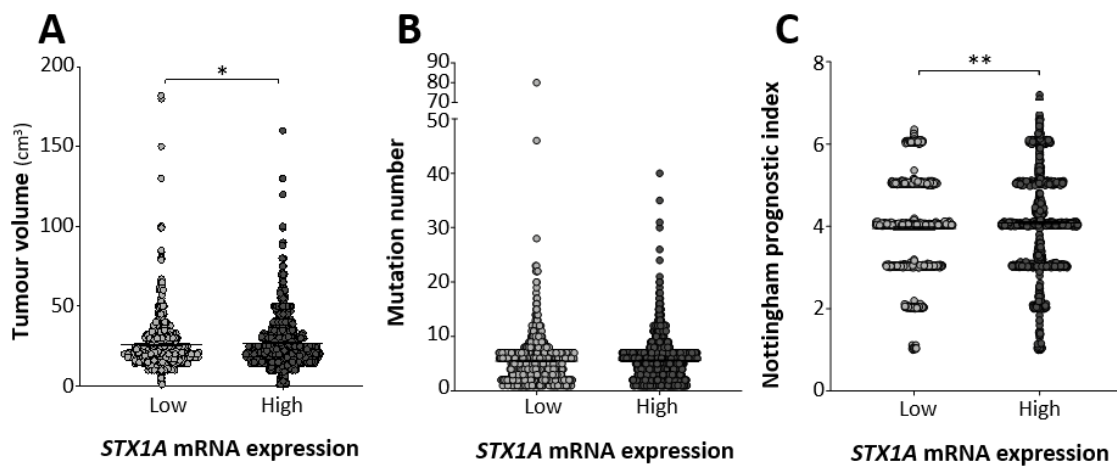 A
Tumour volume (cm³)
200
150
100
50
0
*
Low
High
STX1A mRNA expression
B
Mutation number
90
80
70
50
40
30
20
10
0
Low
High
STX1A mRNA expression
C
Nottingham prognostic index
8
6
4
2
0
**
Low
High
STX1A mRNA expression